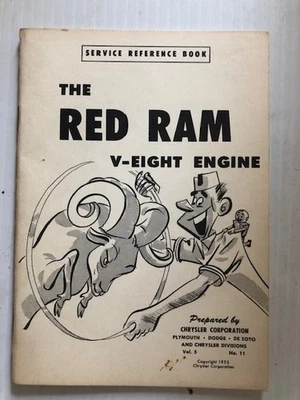 SERVICE REFERENCE BOOK
THE
RED RAM
V-EIGHT ENGINE
Prepared by
CHRYSLER CORPORATION
PLYMOUTH • DODGE • DE SOTO
AND CHRYSLER DIVISIONS
Vol. 5 No. 11
Copyright 1952
Chrysler Corporation